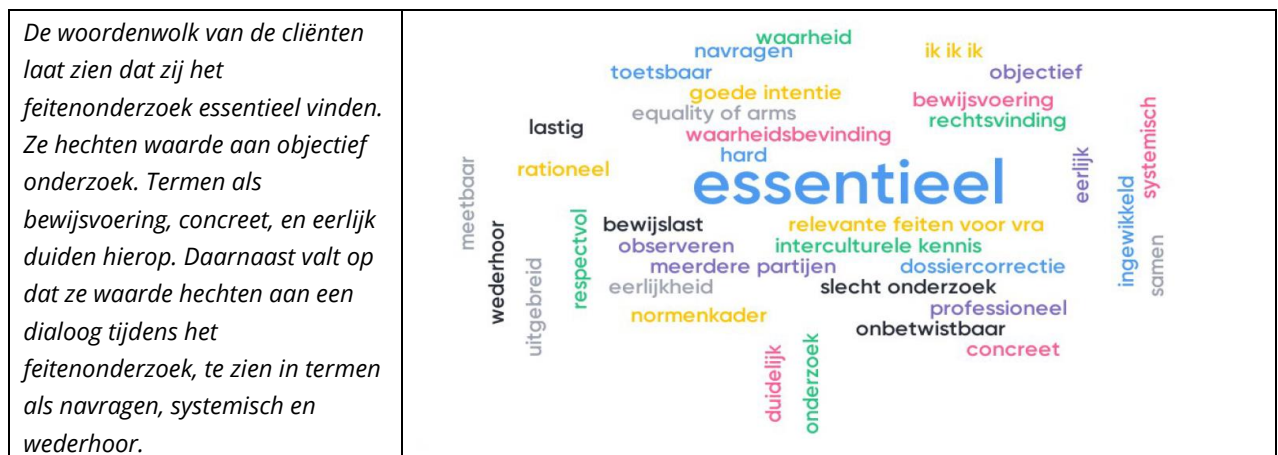 De woordenwolk van de cliënten
laat zien dat zij het
feitenonderzoek essentieel vinden.
Ze hechten waarde aan objectief
onderzoek. Termen als
bewijsvoering, concreet, en eerlijk
duiden hierop. Daarnaast valt op
dat ze waarde hechten aan een
dialoog tijdens het
feitenonderzoek, te zien in termen
als navragen, systemisch en
wederhoor.
waarheid
navragen
ik ik ik
toetsbaar
objectief
goede intentie
bewijsvoering
equality of arms
rechtsvinding
lastig
waarheidsbevinding
hard
rationeel
essentieel
eerlijk
systemisch
meetbaar
wederhoor
uitgebreid
respectvol
bewijslast
relevante feiten voor vra
observeren
interculturele kennis
meerdere partijen
dossiercorrectie
ingewikkeld
samen
eerlijkheid
slecht onderzoek
professioneel
normenkader
onbetwistbaar
concreet
duidelijk
onderzoek